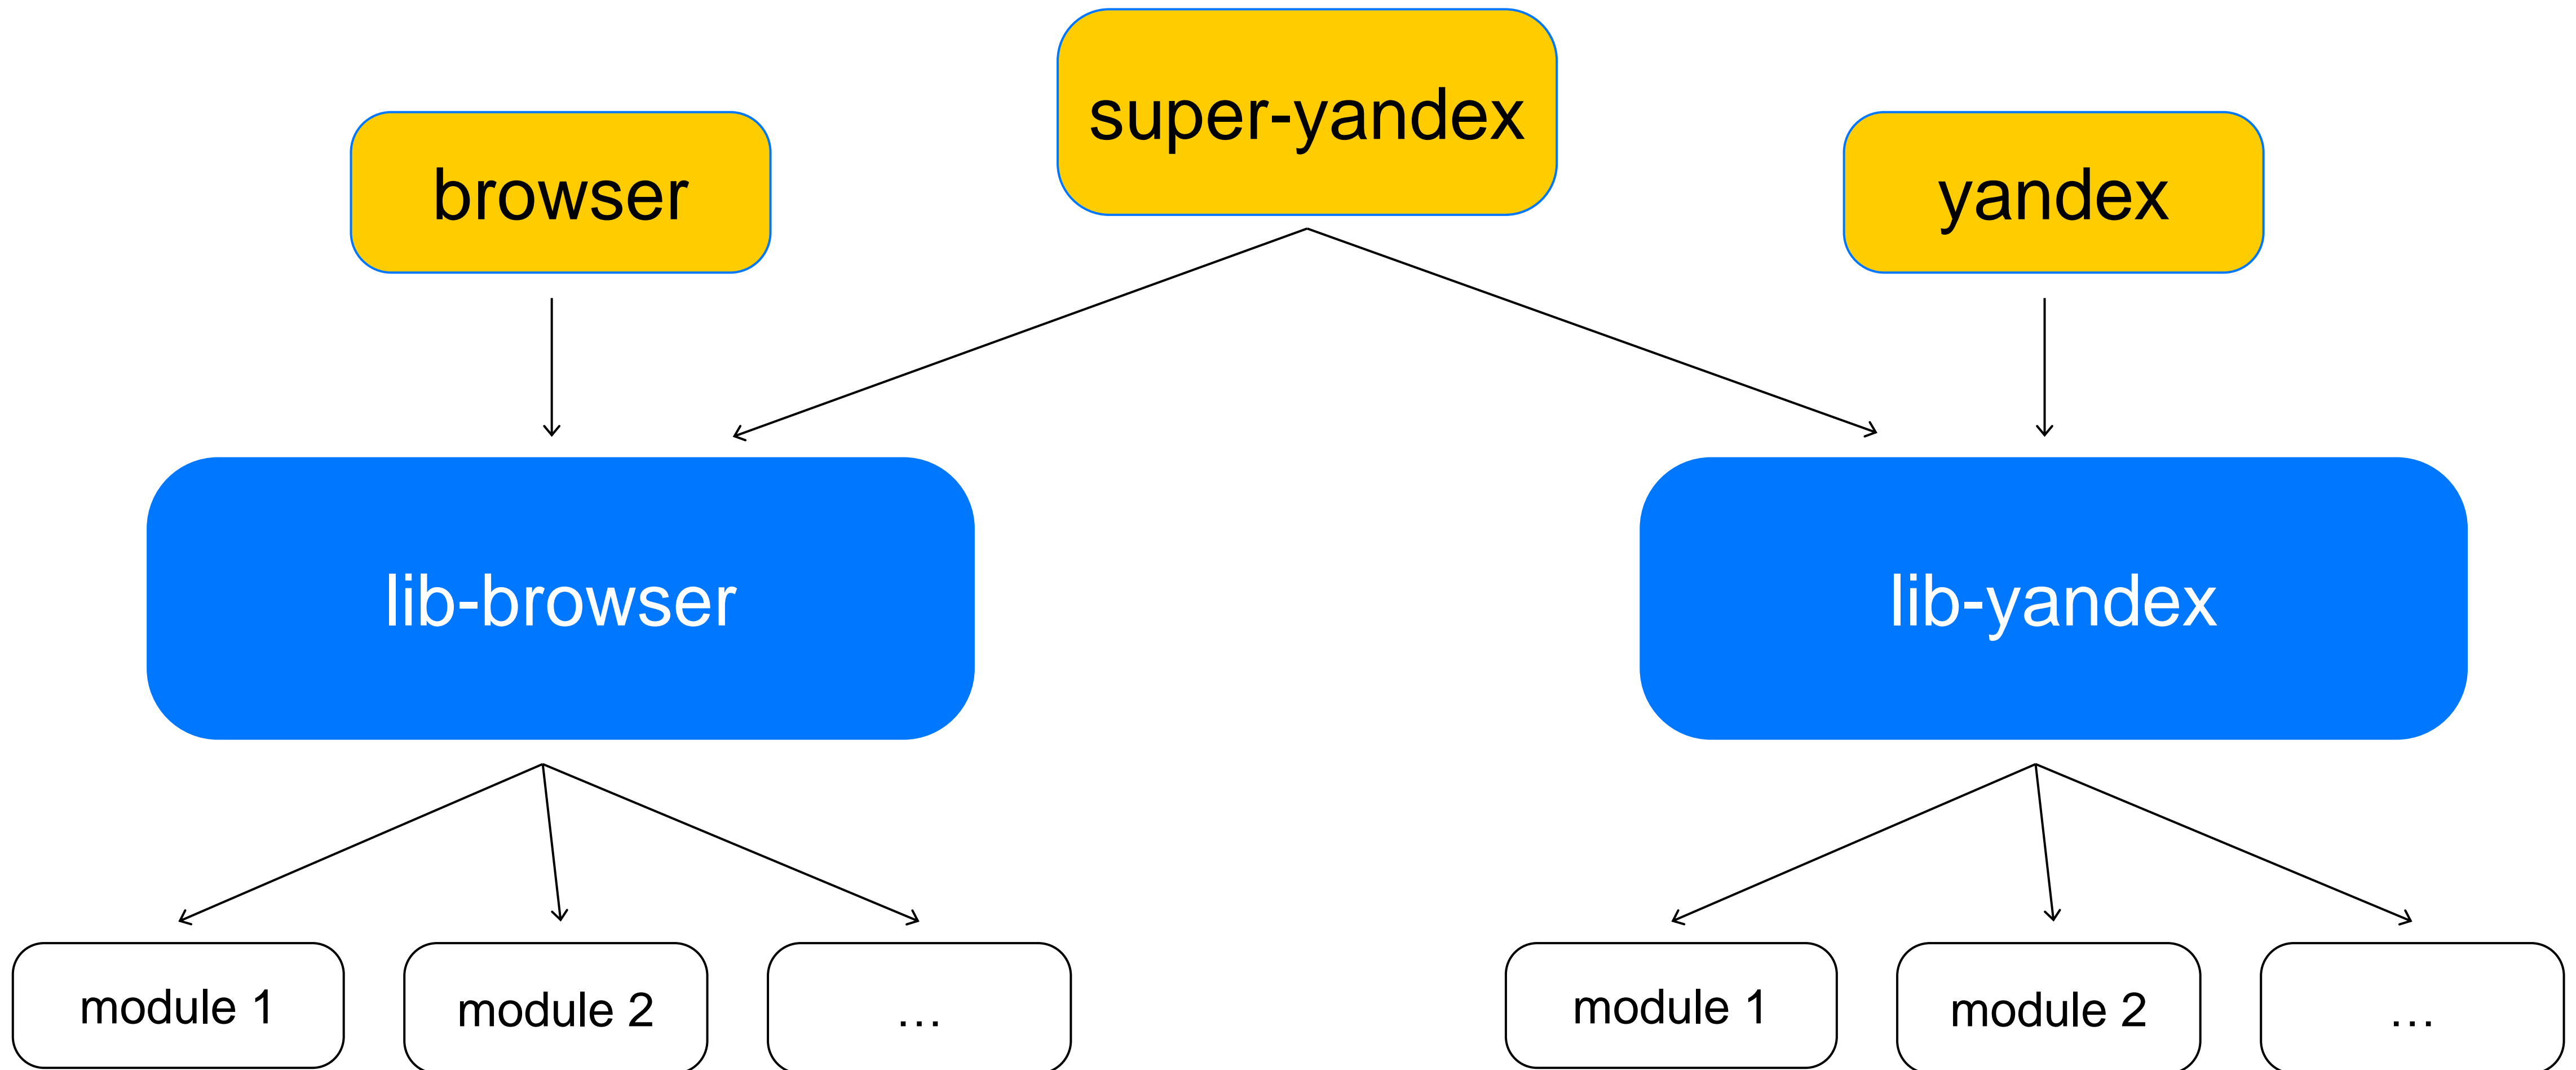 super-yandex
browser
yandex
lib-browser
lib-yandex
module 1
module 2
...
module 1
module 2
...